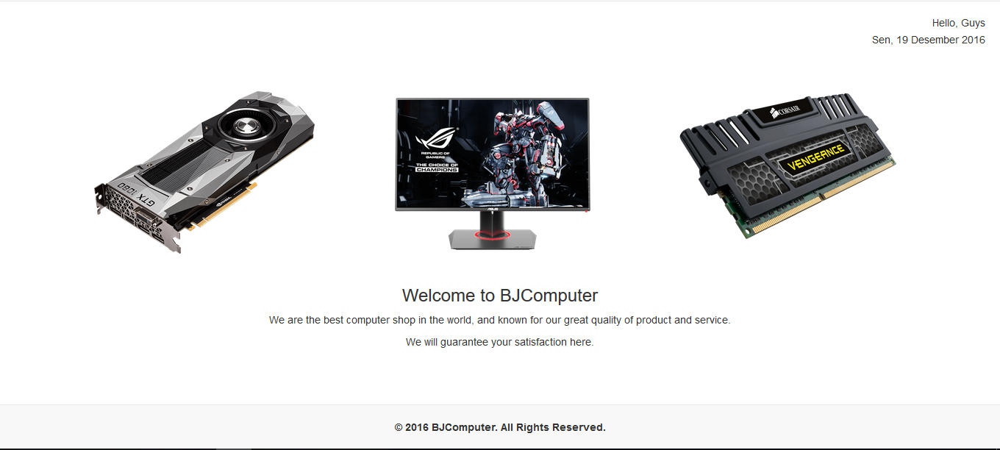 Hello, Guys
Sen, 19 Desember 2016
GTX 1080
NVIDIA
REPUBLIC OF
GAMERS
THE CHOICE OF
CHAMPIONS
ASUS
CORSAIR
VENGEANCE
Welcome to BJComputer
We are the best computer shop in the world, and known for our great quality of product and service.
We will guarantee your satisfaction here.
© 2016 BJComputer. All Rights Reserved.